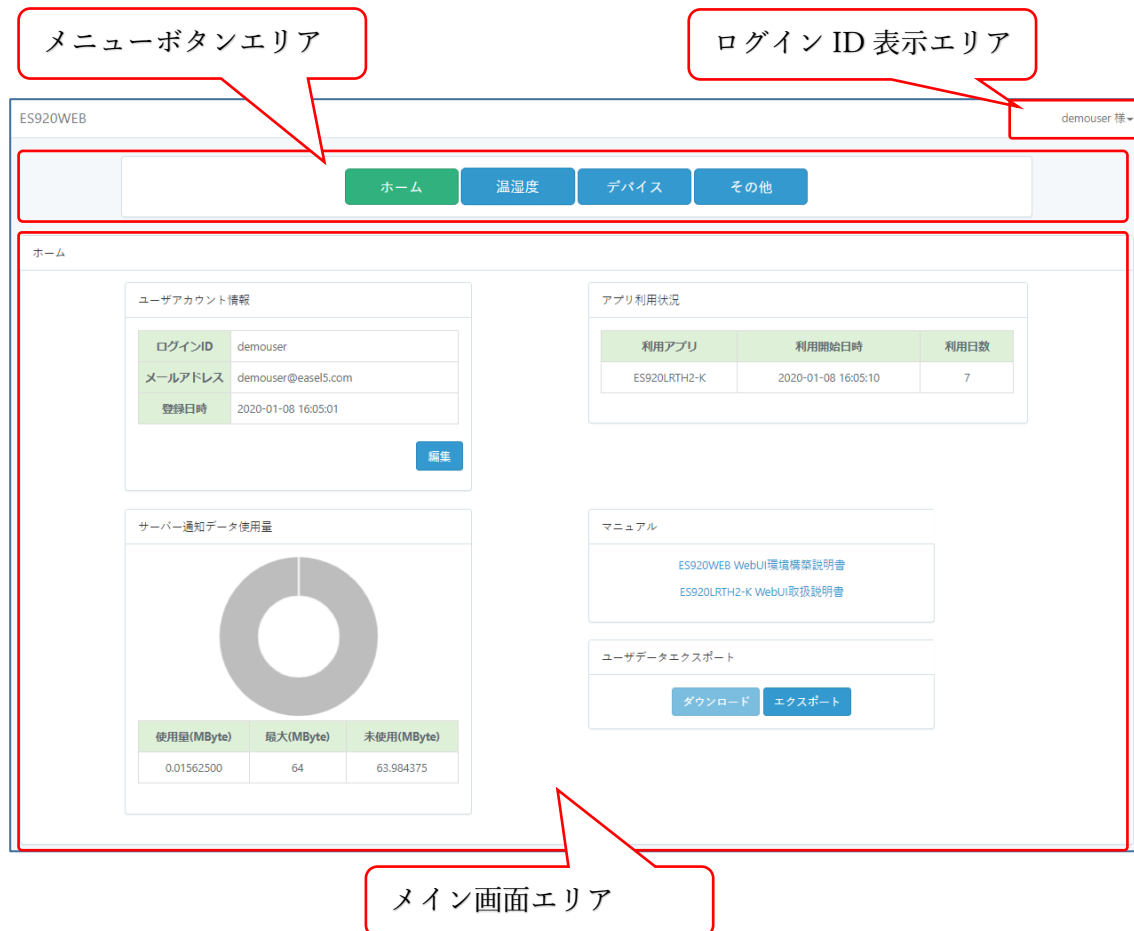 メニューボタンエリア
ログイン ID 表示エリア
ES920WEB
demouser 様
ホーム 温湿度 デバイス その他
ホーム
ユーザアカウント情報
ログインID demouser
メールアドレス demouser@easel5.com
登録日時 2020-01-08 16:05:01
編集
アプリ利用状況
利用アプリ 利用開始日時 利用日数
ES920LRTH2-K 2020-01-08 16:05:10 7
サーバー通知データ使用量
使用量(MByte) 最大(MByte) 未使用(MByte)
0.01562500 64 63.984375
マニュアル
ES920WEB WebUI環境構築説明書
ES920LRTH2-K WebUI取扱説明書
ユーザデータエクスポート
ダウンロード エクスポート
メイン画面エリア